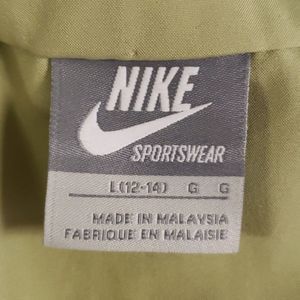 NIKE
SPORTSWEAR
L(12-14) G G
MADE IN MALAYSIA
FABRIQUE EN MALAISIE